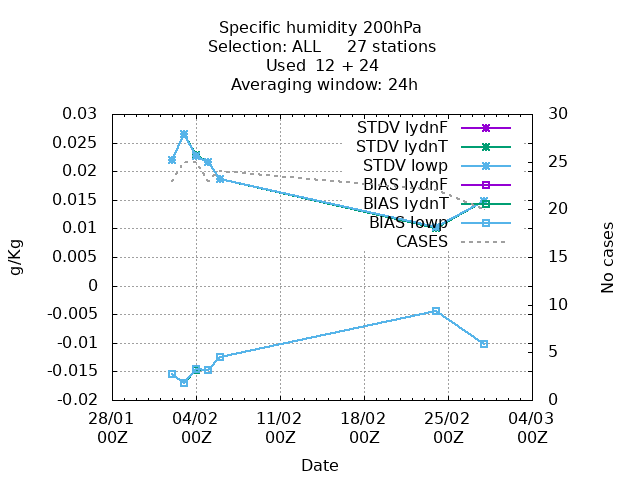 Specific humidity 200hPa
Selection: ALL 27 stations
Used 12 + 24
Averaging window: 24h
0.03
0.025
0.02
0.015
0.01
0.005
0
-0.005
-0.01
-0.015
-0.02
30
25
20
15
10
5
0
STDV lydnF
STDV lydnT
STDV lowp
BIAS lydnF
BIAS lydnT
BIAS lowp
CASES
g/Kg
No cases
28/01 04/02 11/02 18/02 25/02 04/03
00Z 00Z 00Z 00Z 00Z 00Z
Date